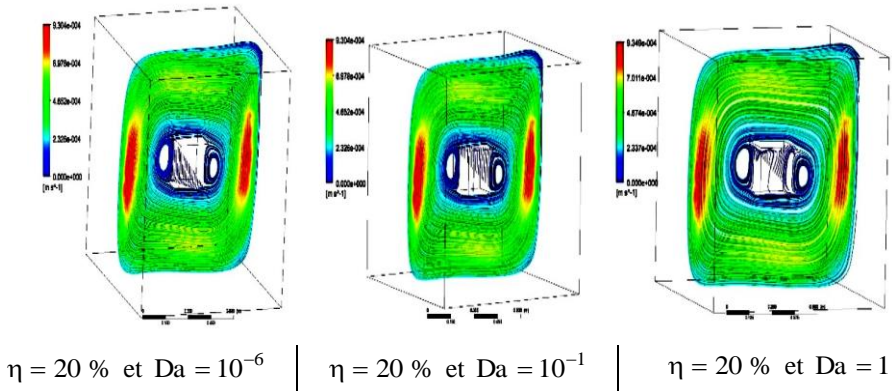 9.304e-004
6.978e-004
4.652e-004
2.326e-004
0.000e+000
[m s^-1]
9.304e-004
6.978e-004
4.652e-004
2.326e-004
0.000e+000
[m s^-1]
9.349e-004
7.011e-004
4.674e-004
2.337e-004
0.000e+000
[m s^-1]
η = 20 % et Da = 10⁻⁶
η = 20 % et Da = 10⁻¹
η = 20 % et Da = 1